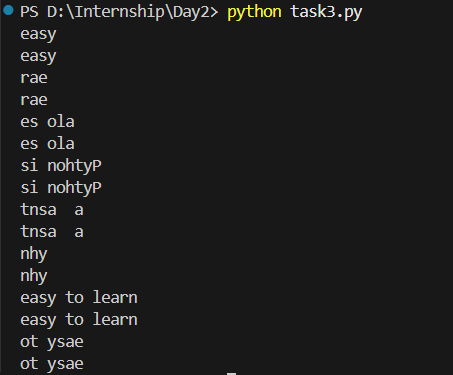 PS D:\Internship\Day2> python task3.py
easy
easy
rae
rae
es ola
es ola
si nohtyP
si nohtyP
tnsa  a
tnsa  a
nhy
nhy
easy to learn
easy to learn
ot ysae
ot ysae